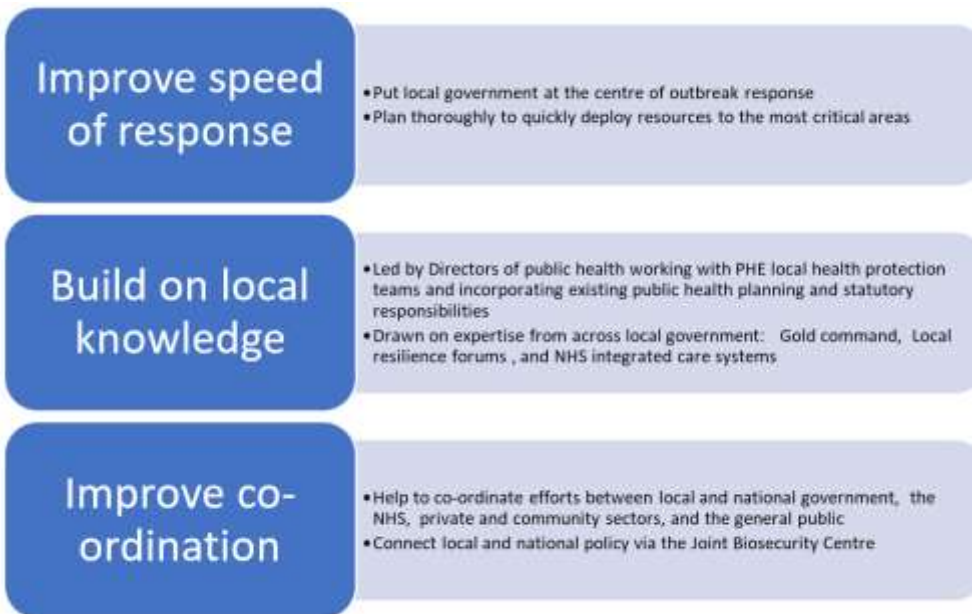 Improve speed
of response
•Put local government at the centre of outbreak response
•Plan thoroughly to quickly deploy resources to the most critical areas
Build on local
knowledge
•Led by Directors of public health working with PHE local health protection
teams and incorporating existing public health planning and statutory
responsibilities
•Drawn on expertise from across local government: Gold command, Local
resilience forums , and NHS integrated care systems
Improve co-
ordination
•Help to co-ordinate efforts between local and national government, the
NHS, private and community sectors, and the general public
•Connect local and national policy via the Joint Biosecurity Centre